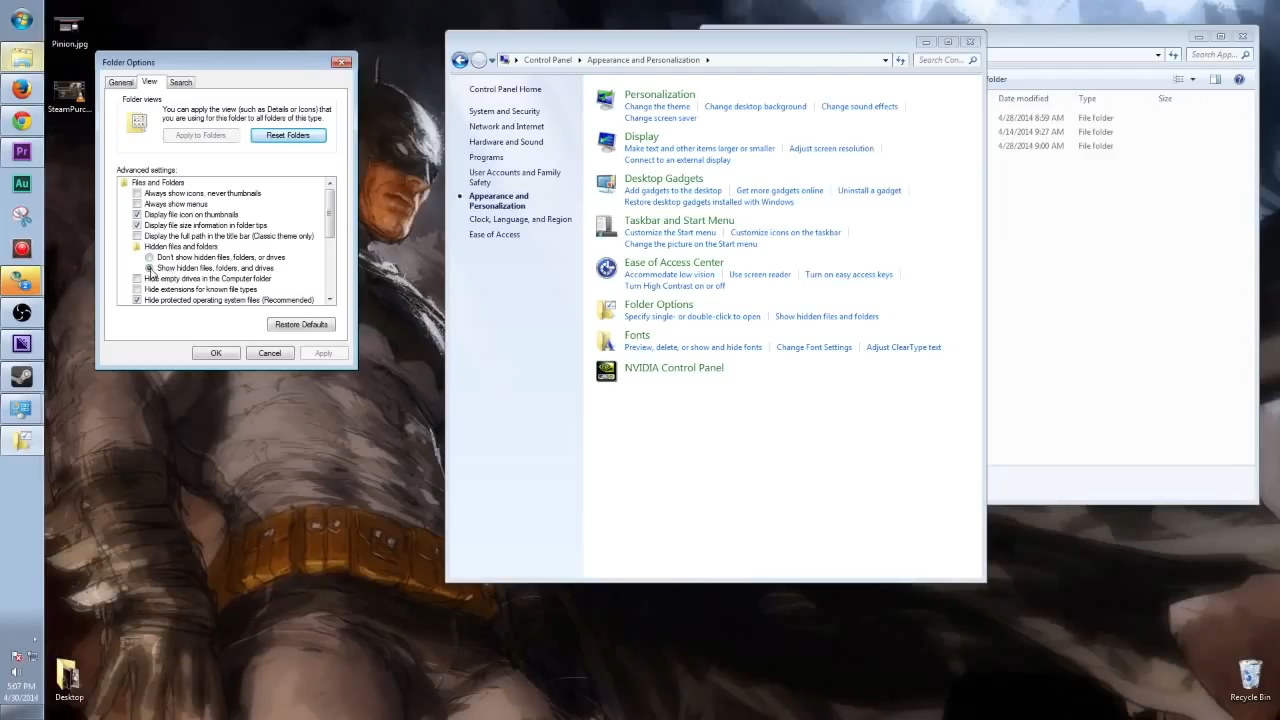 Pinion.jpg
SteamPurc...
Folder Options
General
View
Search
Folder views
You can apply the view (such as Details or Icons) that
you are using for this folder to all folders of this type.
Apply to Folders
Reset Folders
Advanced settings:
Files and Folders
Always show icons, never thumbnails
Always show menus
Display file icon on thumbnails
Display file size information in folder tips
Display the full path in the title bar (Classic theme only)
Hidden files and folders
Don't show hidden files, folders, or drives
Show hidden files, folders, and drives
Hide empty drives in the Computer folder
Hide extensions for known file types
Hide protected operating system files (Recommended)
Restore Defaults
OK
Cancel
Apply
Control Panel
Appearance and Personalization
Search Con...
Control Panel Home
System and Security
Network and Internet
Hardware and Sound
Programs
User Accounts and Family
Safety
Appearance and
Personalization
Clock, Language, and Region
Ease of Access
Personalization
Change the theme
Change desktop background
Change sound effects
Change screen saver
Display
Make text and other items larger or smaller
Adjust screen resolution
Connect to an external display
Desktop Gadgets
Add gadgets to the desktop
Get more gadgets online
Uninstall a gadget
Restore desktop gadgets installed with Windows
Taskbar and Start Menu
Customize the Start menu
Customize icons on the taskbar
Change the picture on the Start menu
Ease of Access Center
Accommodate low vision
Use screen reader
Turn on easy access keys
Turn High Contrast on or off
Folder Options
Specify single- or double-click to open
Show hidden files and folders
Fonts
Preview, delete, or show and hide fonts
Change Font Settings
Adjust ClearType text
NVIDIA Control Panel
Search App...
older
Date modified
Type
Size
4/28/2014 8:59 AM
File folder
4/14/2014 9:27 AM
File folder
4/28/2014 9:00 AM
File folder
Pr
Au
5:07 PM
4/30/2014
Desktop
Recycle Bin